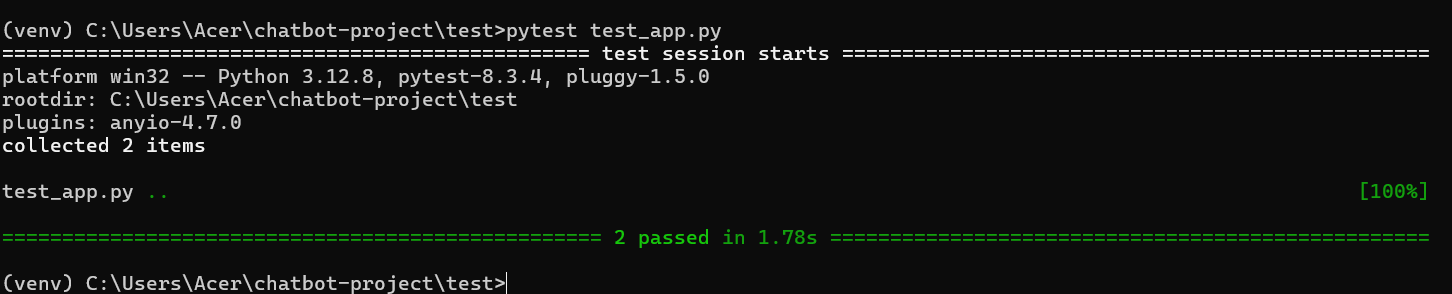 (venv) C:\Users\Acer\chatbot-project\test>pytest test_app.py
================================================= test session starts =================================================
platform win32 -- Python 3.12.8, pytest-8.3.4, pluggy-1.5.0
rootdir: C:\Users\Acer\chatbot-project\test
plugins: anyio-4.7.0
collected 2 items
test_app.py .. [100%]
================================================== 2 passed in 1.78s ==================================================
(venv) C:\Users\Acer\chatbot-project\test>